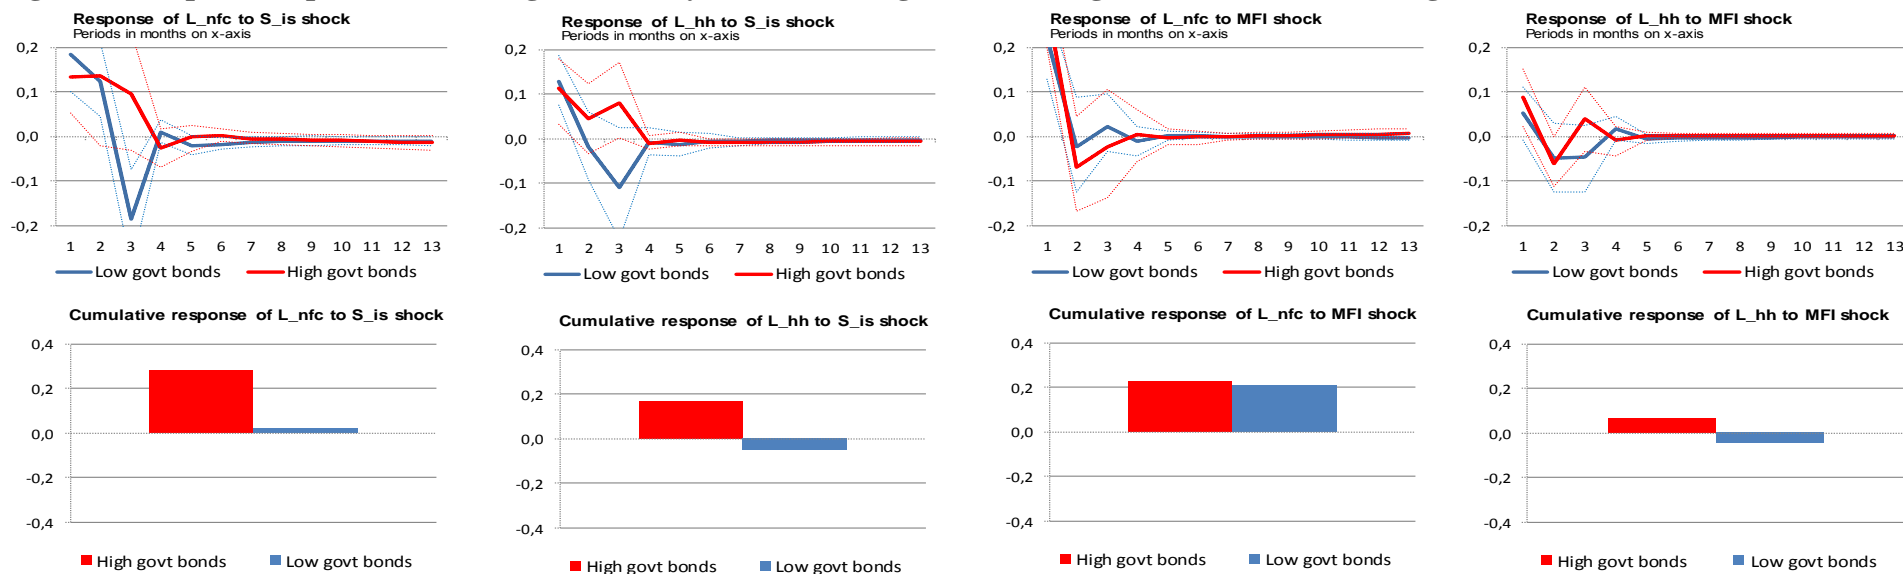 Response of L_nfc to S_is shock
Periods in months on x-axis
0,2
0,1
0,0
-0,1
-0,2
1 2 3 4 5 6 7 8 9 10 11 12 13
Low govt bonds High govt bonds
Response of L_hh to S_is shock
Periods in months on x-axis
0,2
0,1
0,0
-0,1
-0,2
1 2 3 4 5 6 7 8 9 10 11 12 13
Low govt bonds High govt bonds
Response of L_nfc to MFI shock
Periods in months on x-axis
0,2
0,1
0,0
-0,1
-0,2
1 2 3 4 5 6 7 8 9 10 11 12 13
Low govt bonds High govt bonds
Response of L_hh to MFI shock
Periods in months on x-axis
0,2
0,1
0,0
-0,1
-0,2
1 2 3 4 5 6 7 8 9 10 11 12 13
Low govt bonds High govt bonds
Cumulative response of L_nfc to S_is shock
0,4
0,2
0,0
-0,2
-0,4
High govt bonds Low govt bonds
Cumulative response of L_hh to S_is shock
0,4
0,2
0,0
-0,2
-0,4
High govt bonds Low govt bonds
Cumulative response of L_nfc to MFI shock
0,4
0,2
0,0
-0,2
-0,4
High govt bonds Low govt bonds
Cumulative response of L_hh to MFI shock
0,4
0,2
0,0
-0,2
-0,4
High govt bonds Low govt bonds